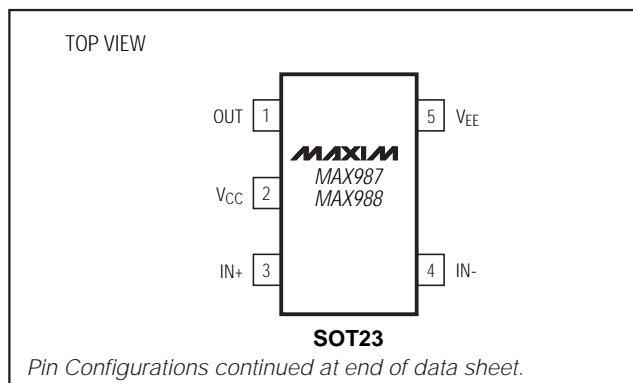 TOP VIEW
OUT 1 5 VEE
MAXIM
MAX987
VCC 2 MAX988
IN+ 3 4 IN-
SOT23
Pin Configurations continued at end of data sheet.